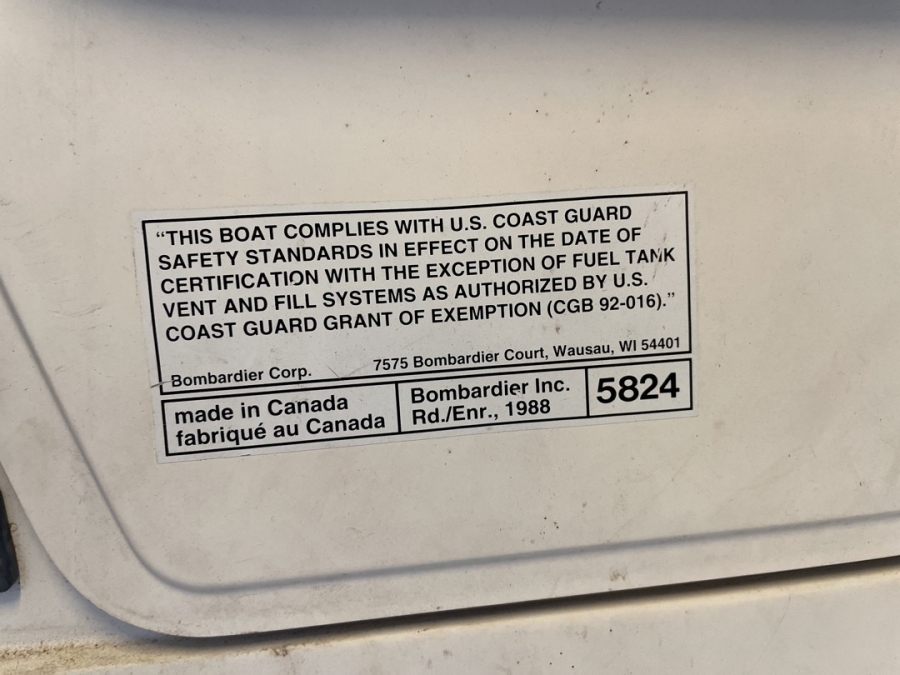 “THIS BOAT COMPLIES WITH U.S. COAST GUARD
SAFETY STANDARDS IN EFFECT ON THE DATE OF
CERTIFICATION WITH THE EXCEPTION OF FUEL TANK
VENT AND FILL SYSTEMS AS AUTHORIZED BY U.S.
COAST GUARD GRANT OF EXEMPTION (CGB 92-016).”
Bombardier Corp. 7575 Bombardier Court, Wausau, WI 54401
made in Canada
fabriqué au Canada
Bombardier Inc.
Rd./Enr., 1988
5824